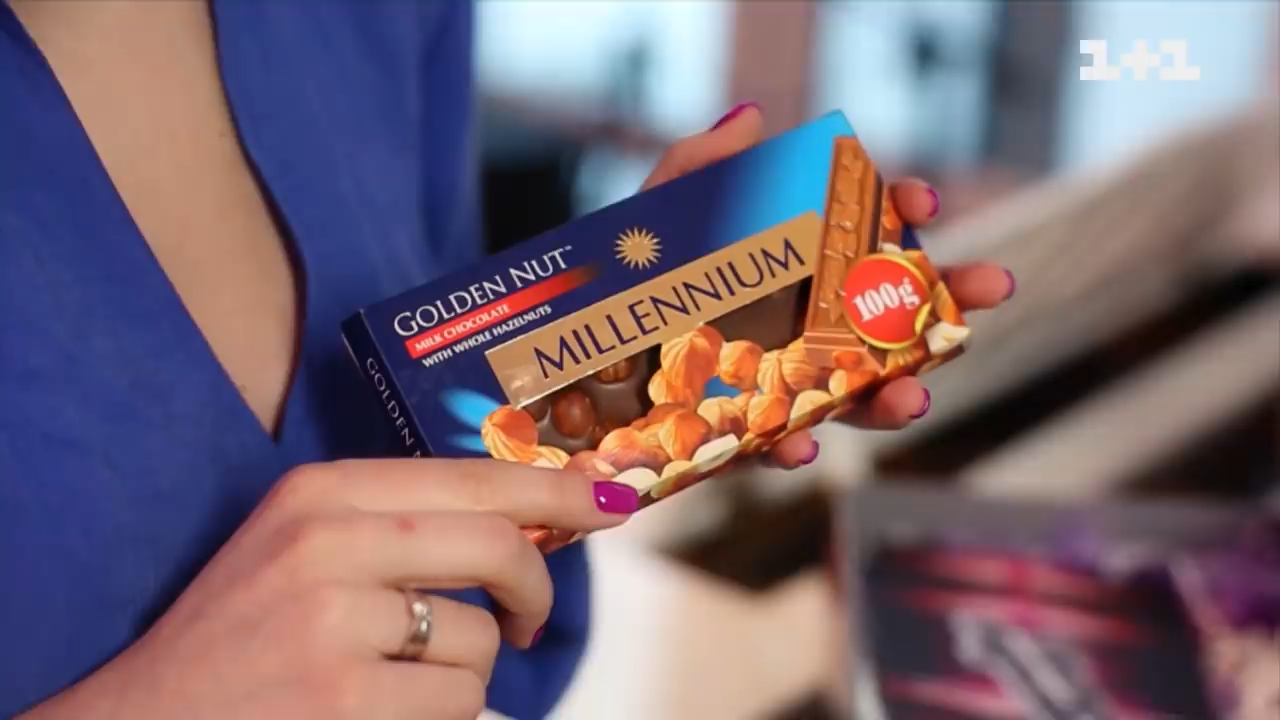 1+1
GOLDEN NUT™
MILK CHOCOLATE
WITH WHOLE HAZELNUTS
MILLENNIUM
100g
GOLDEN